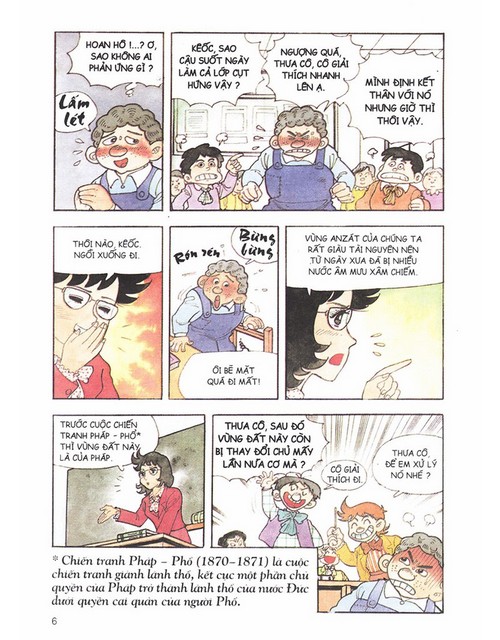 HOAN HÔ !...? Ơ,
SAO KHÔNG AI
PHẢN ỨNG GÌ ?
Lấm
lét
KẼỐC, SAO
CẬU SUỐT NGÀY
LÀM CẢ LỚP CỤT
HỨNG VẬY ?
NGƯỢNG QUÁ,
THƯA CÔ, CÔ GIẢI
THÍCH NHANH
LÊN Ạ.
MÌNH ĐỊNH KẾT
THÂN VỚI NÓ
NHƯNG GIỜ THÌ
THÔI VẬY.
THÔI NÀO, KẼỐC.
NGỒI XUỐNG ĐI.
Rón rén
Bừng
bừng
ÔI BẼ MẶT
QUÁ ĐI MẤT!
VÙNG ANZÁT CỦA CHÚNG TA
RẤT GIÀU TÀI NGUYÊN NÊN
TỪ NGÀY XƯA ĐÃ BỊ NHIỀU
NƯỚC ÂM MƯU XÂM CHIẾM.
TRƯỚC CUỘC CHIẾN
TRANH PHÁP - PHỔ*
THÌ VÙNG ĐẤT NÀY
LÀ CỦA PHÁP.
THƯA CÔ, SAU ĐÓ
VÙNG ĐẤT NÀY CÒN
BỊ THAY ĐỔI CHỦ MẤY
LẦN NỮA CƠ MÀ ?
CÔ GIẢI
THÍCH ĐI.
THƯA CÔ,
ĐỂ EM XỬ LÝ
NÓ NHÉ ?
* Chiến tranh Pháp – Phổ (1870–1871) là cuộc
chiến tranh giành lãnh thổ, kết cục một phần chủ
quyền của Pháp trở thành lãnh thổ của nước Đức
dưới quyền cai quản của người Phổ.
6